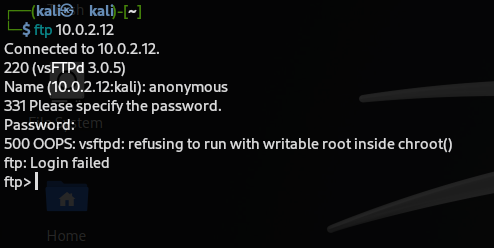 ┌──(kali㉿kali)-[~]
└─$ ftp 10.0.2.12
Connected to 10.0.2.12.
220 (vsFTPd 3.0.5)
Name (10.0.2.12:kali): anonymous
331 Please specify the password.
Password:
500 OOPS: vsftpd: refusing to run with writable root inside chroot()
ftp: Login failed
ftp>
Home